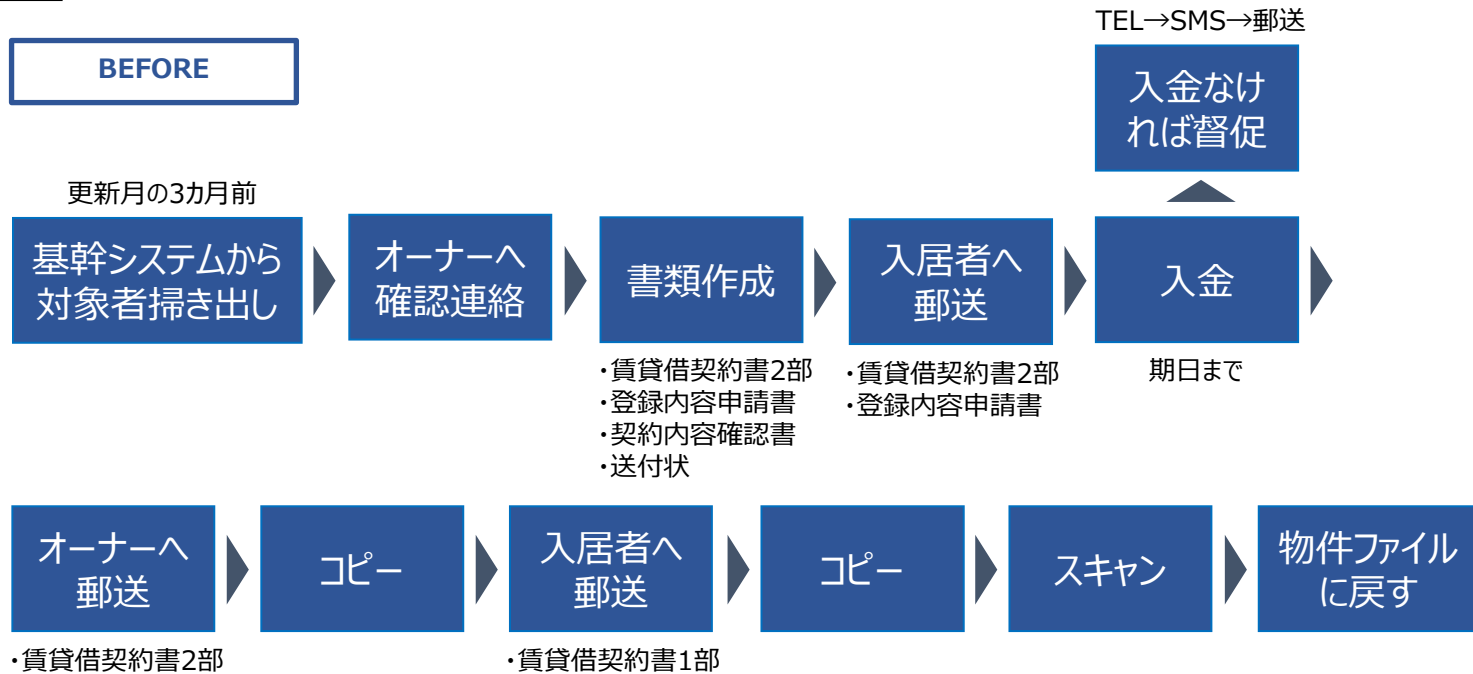 BEFORE
TEL→SMS→郵送
入金なけ
れば督促
更新月の3カ月前
基幹システムから
対象者掃き出し
オーナーへ
確認連絡
書類作成
入居者へ
郵送
入金
・賃貸借契約書2部
・登録内容申請書
・契約内容確認書
・送付状
・賃貸借契約書2部
・登録内容申請書
期日まで
オーナーへ
郵送
コピー
入居者へ
郵送
コピー
スキャン
物件ファイル
に戻す
・賃貸借契約書2部
・賃貸借契約書1部